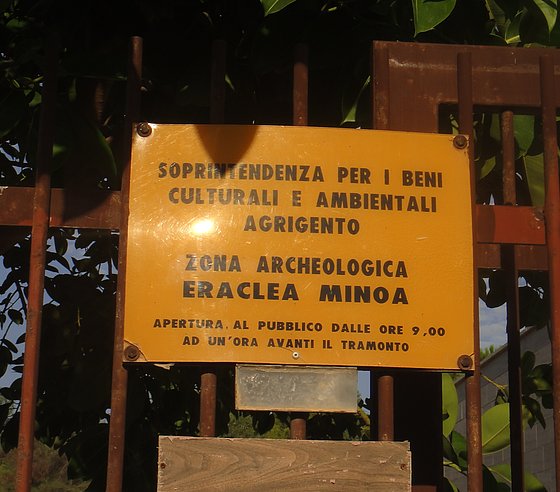 SOPRINTENDENZA PER I BENI
CULTURALI E AMBIENTALI
AGRIGENTO
ZONA ARCHEOLOGICA
ERACLEA MINOA
APERTURA AL PUBBLICO DALLE ORE 9,00
AD UN'ORA AVANTI IL TRAMONTO